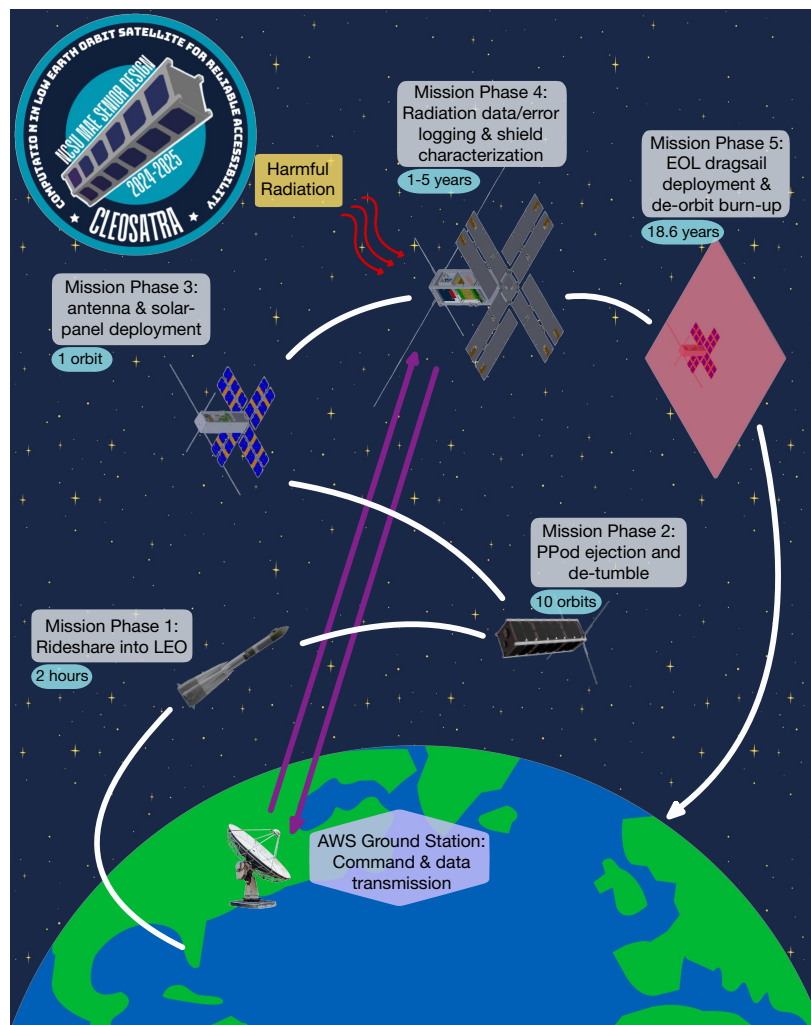 COMPUTATION IN LOW EARTH ORBIT SATELLITE FOR RELIABLE ACCESSIBILITY
NCSU MAE SENIOR DESIGN
2024-2025
★ CLEOSATRA ★
Mission Phase 4:
Radiation data/error
logging & shield
characterization
1-5 years
Mission Phase 5:
EOL dragsail
deployment &
de-orbit burn-up
18.6 years
Harmful
Radiation
Mission Phase 3:
antenna & solar-
panel deployment
1 orbit
Mission Phase 2:
PPod ejection and
de-tumble
10 orbits
Mission Phase 1:
Rideshare into LEO
2 hours
AWS Ground Station:
Command & data
transmission